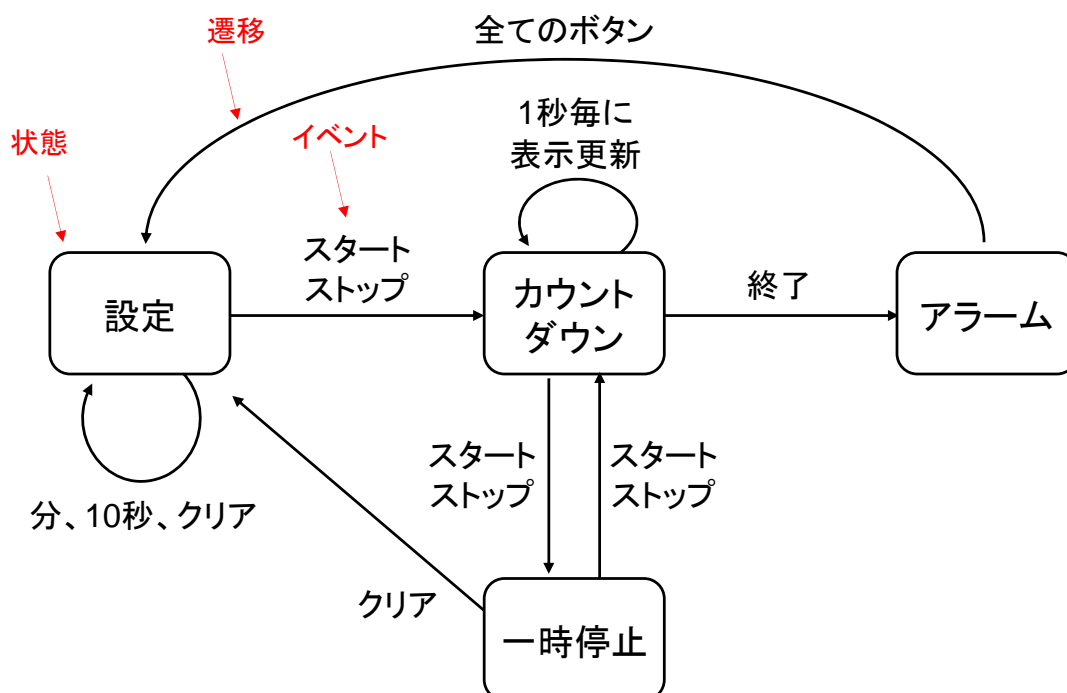 遷移
全てのボタン
状態
イベント
1秒毎に
表示更新
スタート
ストップ
設定
カウント
ダウン
終了
アラーム
分、10秒、クリア
スタート
ストップ
スタート
ストップ
クリア
一時停止